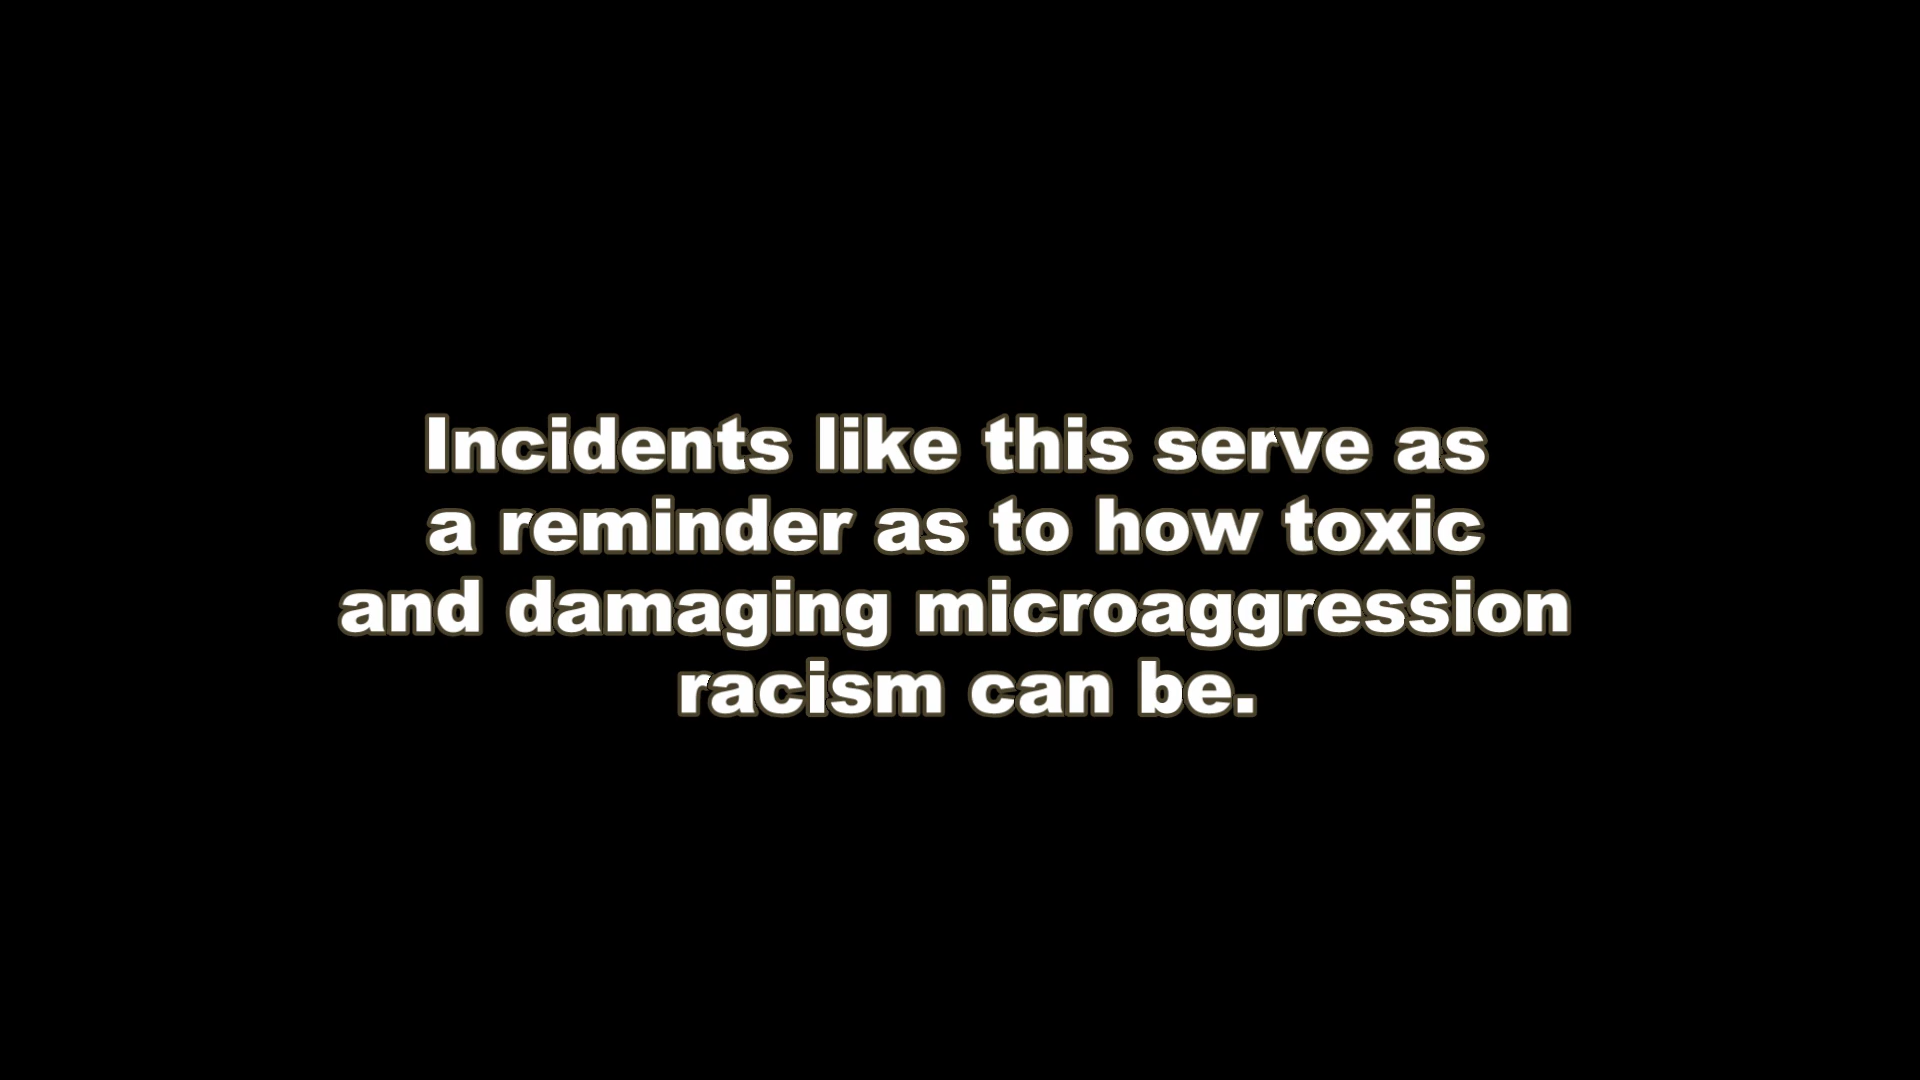 Incidents like this serve as
a reminder as to how toxic
and damaging microaggression
racism can be.